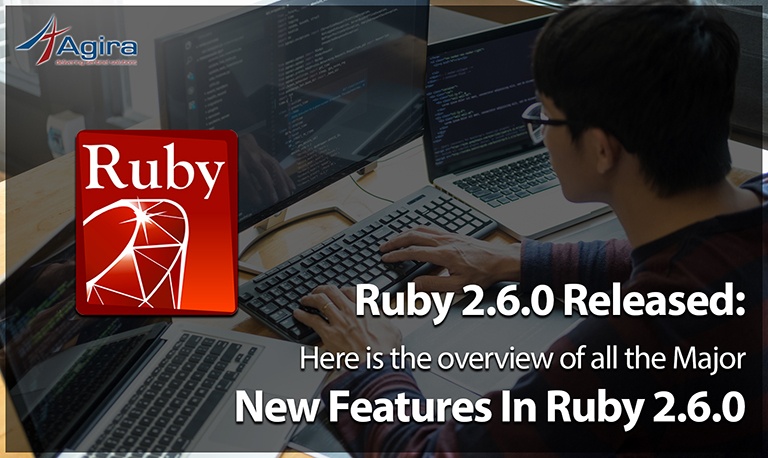 Agira
Ruby
Ruby 2.6.0 Released:
Here is the overview of all the Major
New Features In Ruby 2.6.0